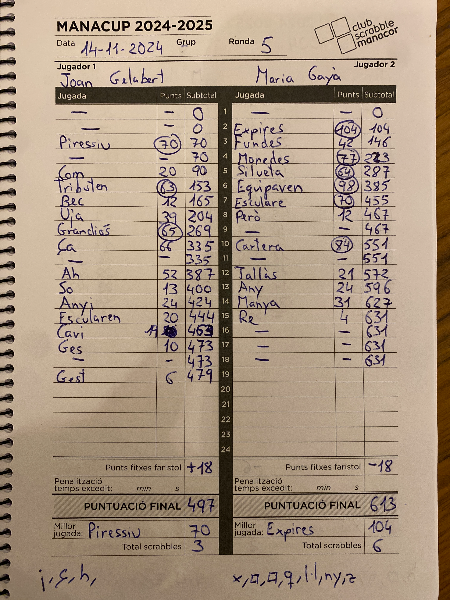 MANACUP 2024-2025
club scrabble manacor
Data 14-11-2024 Grup Ronda 5
Jugador 1 Jugador 2
Joan Gelabert Maria Gayà
Jugada Punts Subtotal Jugada Punts Subtotal
— — 0 1 — — 0
— 0 2 Expires 104 104
Piressiu 70 70 3 Fundes 42 146
— 70 4 Monedes 77 223
Com 20 90 5 Silueta 64 287
Tributen 63 153 6 Equipaven 98 385
Rec 12 165 7 70 455
Uja 39 204 8 Però 12 467
Grandios 65 269 9 — 467
Ça 66 335 10 Cartera 84 551
— 335 11 — 551
Ah 52 387 12 Tallàs 21 572
So 13 400 13 Any 24 596
Anyi 24 424 14 Manya 31 627
20 444 15 Re 4 631
Cavi 463 16 — 631
Ges 10 473 17 — 631
— 473 18 — 631
Gest 6 479 19
20
21
22
23
24
Punts fitxes faristol +18 Punts fitxes faristol -18
Penalització temps excedit: min s Penalització temps excedit: min s
PUNTUACIÓ FINAL 497 PUNTUACIÓ FINAL 613
Millor jugada: Piressiu 70 Millor jugada: Expires 104
Total scrabbles 3 Total scrabbles 6
j, ç, h, x, □, □, q, l·l, ny, z